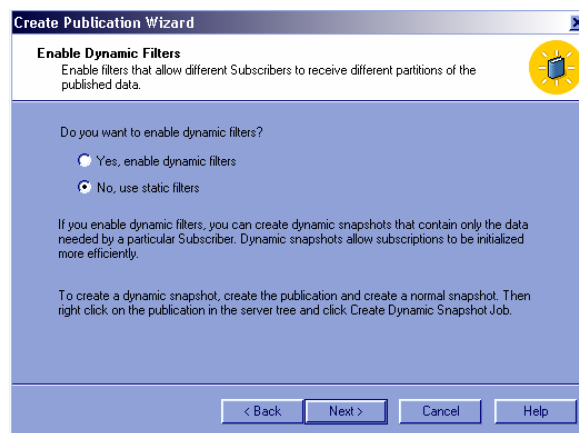 Create Publication Wizard
Enable Dynamic Filters
Enable filters that allow different Subscribers to receive different partitions of the
published data.
Do you want to enable dynamic filters?
Yes, enable dynamic filters
No, use static filters
If you enable dynamic filters, you can create dynamic snapshots that contain only the data
needed by a particular Subscriber. Dynamic snapshots allow subscriptions to be initialized
more efficiently.
To create a dynamic snapshot, create the publication and create a normal snapshot. Then
right click on the publication in the server tree and click Create Dynamic Snapshot Job.
< Back Next > Cancel Help